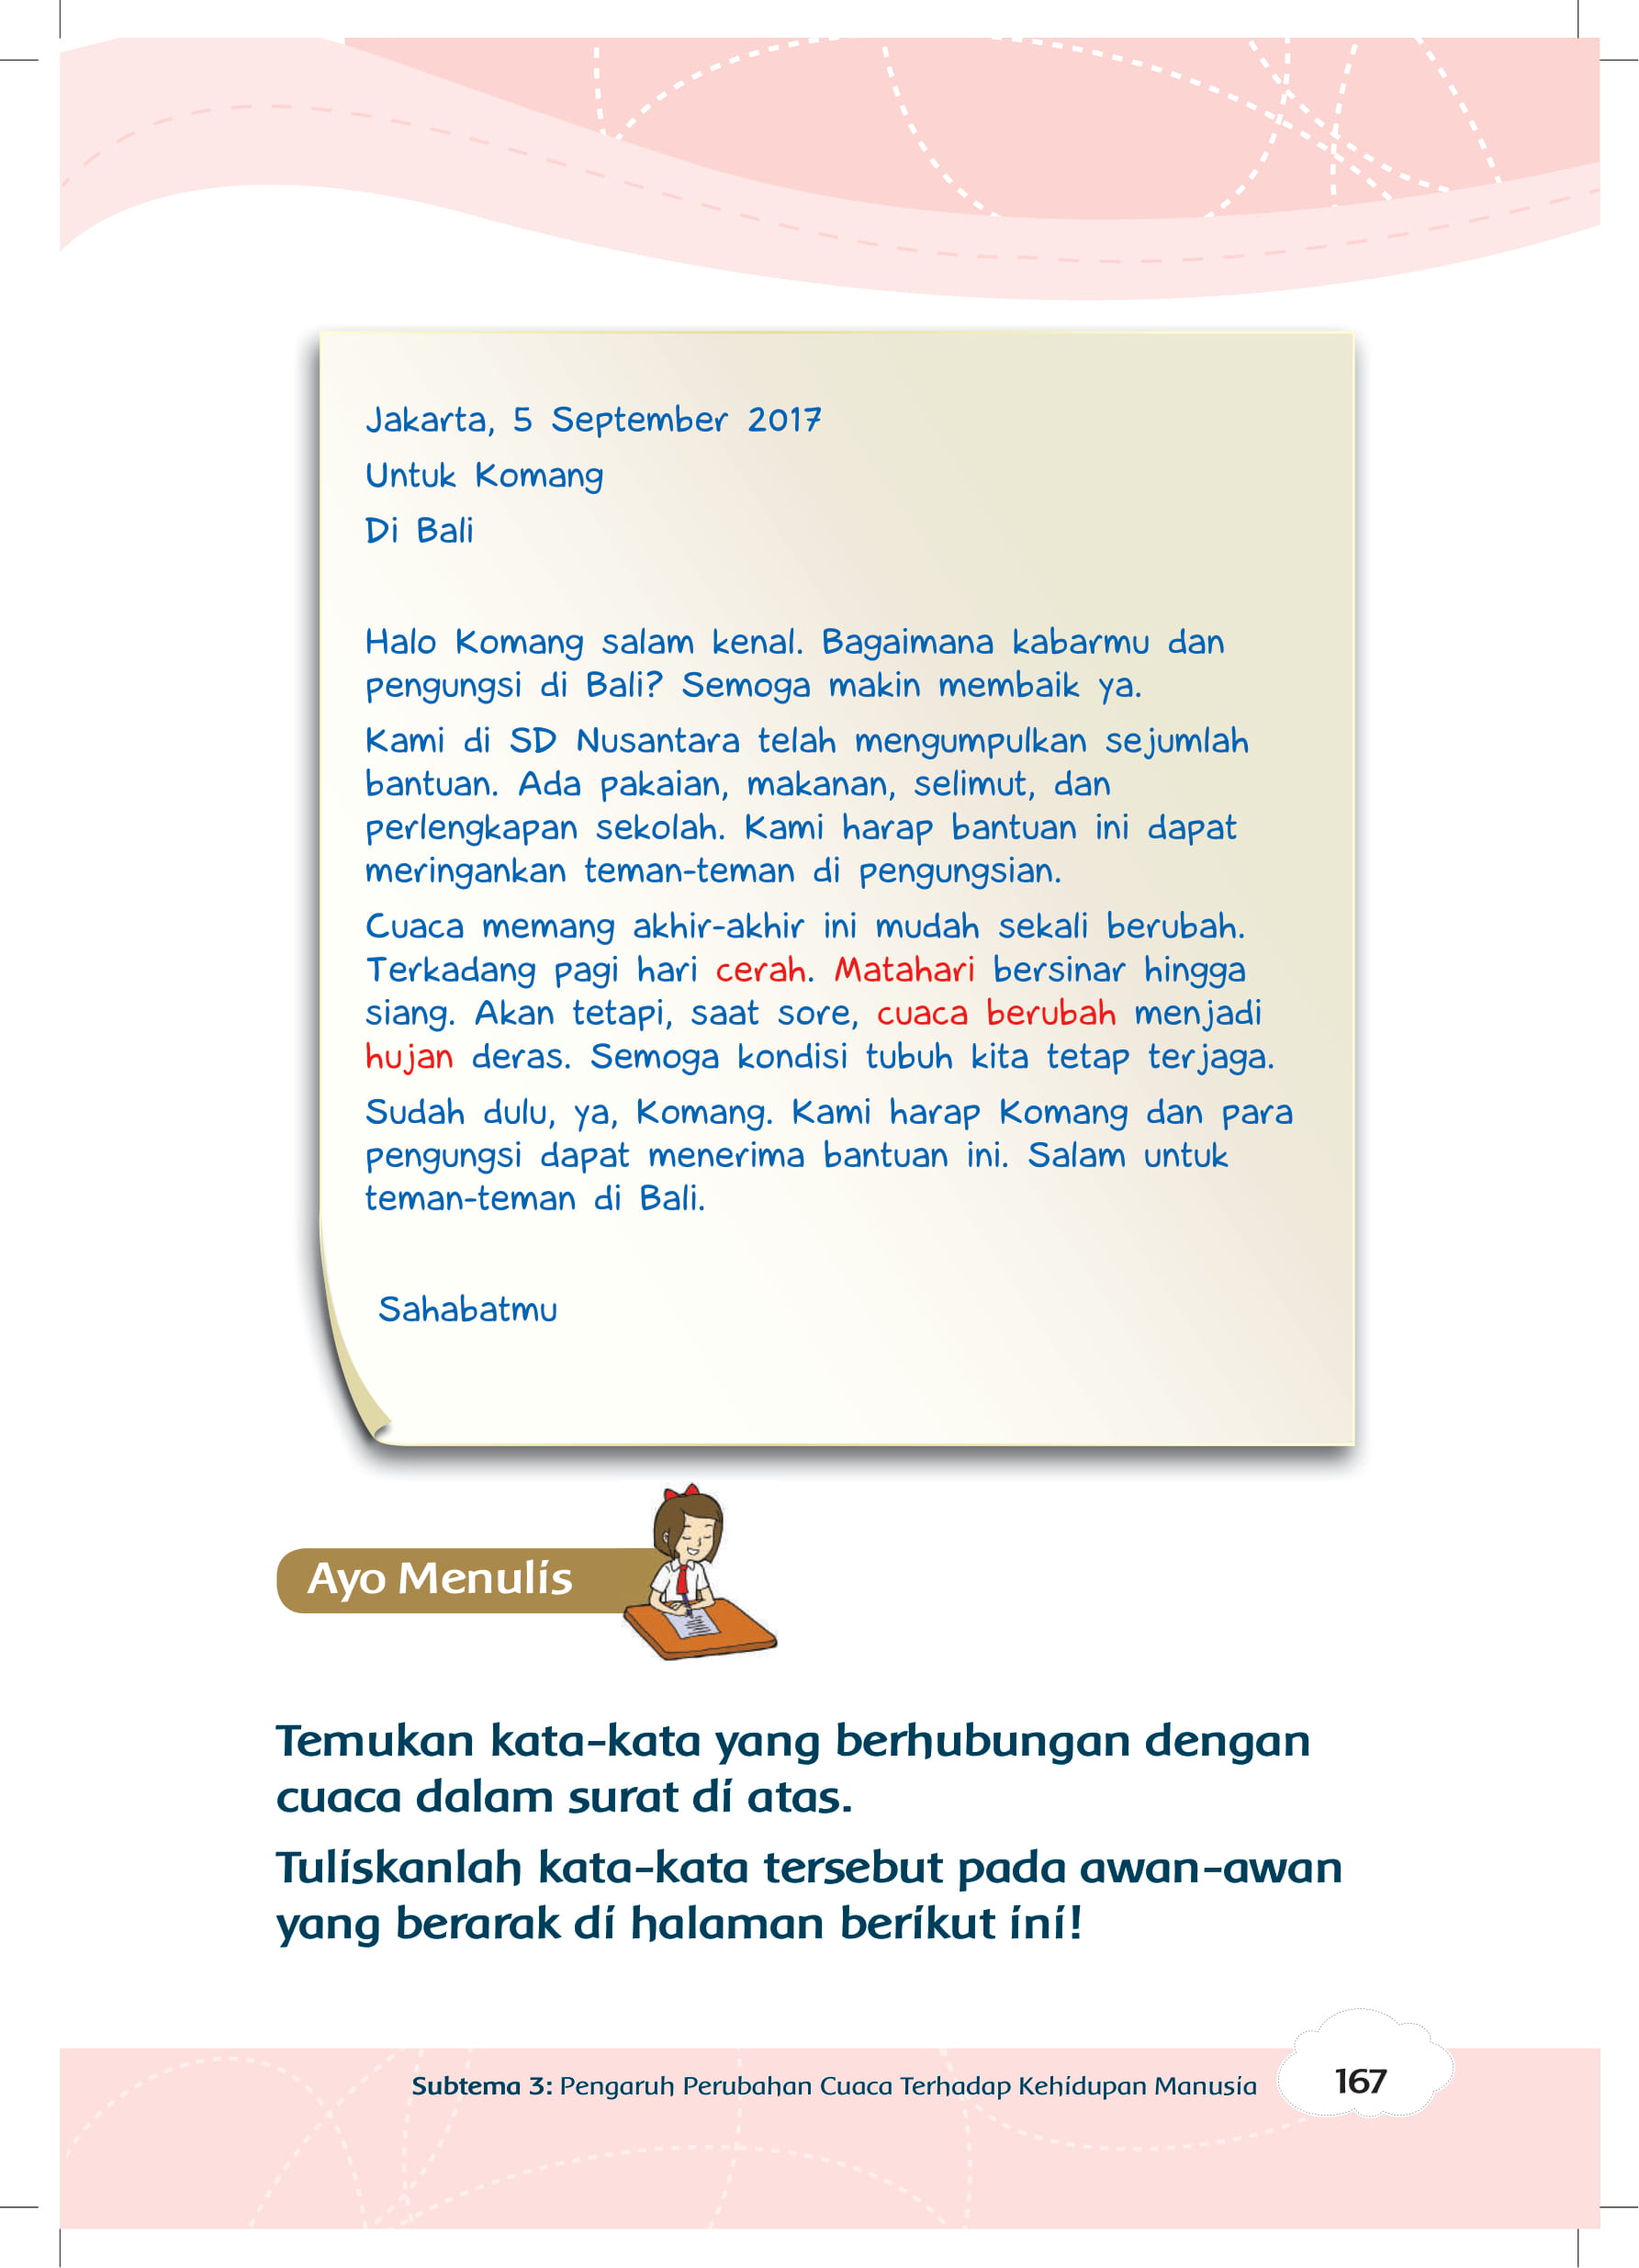 Jakarta, 5 September 2017
Untuk Komang
Di Bali
Halo Komang salam kenal. Bagaimana kabarmu dan
pengungsi di Bali? Semoga makin membaik ya.
Kami di SD Nusantara telah mengumpulkan sejumlah
bantuan. Ada pakaian, makanan, selimut, dan
perlengkapan sekolah. Kami harap bantuan ini dapat
meringankan teman-teman di pengungsian.
Cuaca memang akhir-akhir ini mudah sekali berubah.
Terkadang pagi hari cerah. Matahari bersinar hingga
siang. Akan tetapi, saat sore, cuaca berubah menjadi
hujan deras. Semoga kondisi tubuh kita tetap terjaga.
Sudah dulu, ya, Komang. Kami harap Komang dan para
pengungsi dapat menerima bantuan ini. Salam untuk
teman-teman di Bali.
Sahabatmu
Ayo Menulis
Temukan kata-kata yang berhubungan dengan
cuaca dalam surat di atas.
Tuliskanlah kata-kata tersebut pada awan-awan
yang berarak di halaman berikut ini!
Subtema 3: Pengaruh Perubahan Cuaca Terhadap Kehidupan Manusia
167